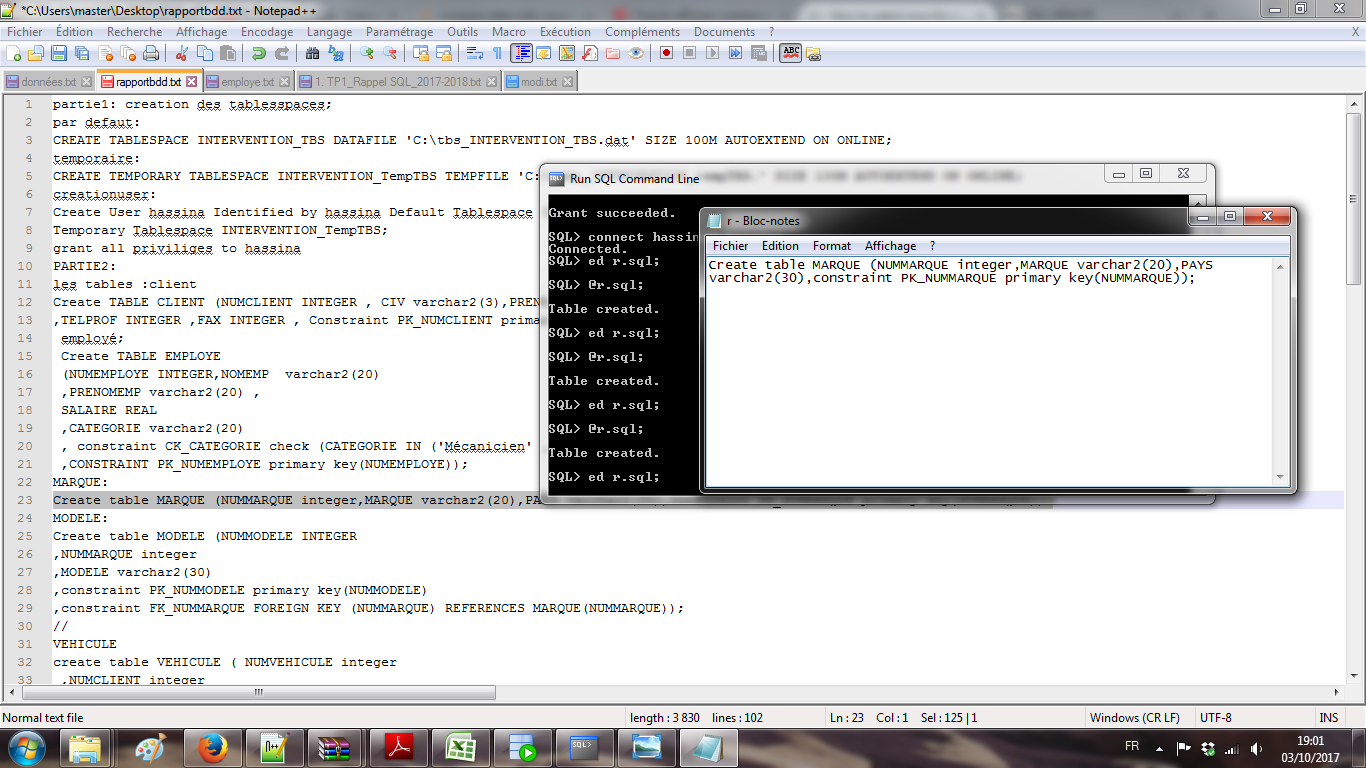 *C:\Users\master\Desktop\rapportbdd.txt - Notepad++
Fichier Édition Recherche Affichage Encodage Langage Paramétrage Outils Macro Exécution Compléments Documents ? X
données.txt rapportbdd.txt employe.txt 1. TP1_Rappel SQL_2017-2018.txt modi.txt
1 partie1: creation des tablesspaces;
2 par defaut:
3 CREATE TABLESPACE INTERVENTION_TBS DATAFILE 'C:\tbs_INTERVENTION_TBS.dat' SIZE 100M AUTOEXTEND ON ONLINE;
4 temporaire:
5 CREATE TEMPORARY TABLESPACE INTERVENTION_TempTBS TEMPFILE 'C:
6 creationuser:
7 Create User hassina Identified by hassina Default Tablespace
8 Temporary Tablespace INTERVENTION_TempTBS;
9 grant all priviliges to hassina
10 PARTIE2:
11 les tables :client
12 Create TABLE CLIENT (NUMCLIENT INTEGER , CIV varchar2(3),PREN
13 ,TELPROF INTEGER ,FAX INTEGER , Constraint PK_NUMCLIENT prima
14 employé;
15 Create TABLE EMPLOYE
16 (NUMEMPLOYE INTEGER,NOMEMP varchar2(20)
17 ,PRENOMEMP varchar2(20) ,
18 SALAIRE REAL
19 ,CATEGORIE varchar2(20)
20 , constraint CK_CATEGORIE check (CATEGORIE IN ('Mécanicien'
21 ,CONSTRAINT PK_NUMEMPLOYE primary key(NUMEMPLOYE));
22 MARQUE:
23 Create table MARQUE (NUMMARQUE integer,MARQUE varchar2(20),PA
24 MODELE:
25 Create table MODELE (NUMMODELE INTEGER
26 ,NUMMARQUE integer
27 ,MODELE varchar2(30)
28 ,constraint PK_NUMMODELE primary key(NUMMODELE)
29 ,constraint FK_NUMMARQUE FOREIGN KEY (NUMMARQUE) REFERENCES MARQUE(NUMMARQUE));
30 //
31 VEHICULE
32 create table VEHICULE ( NUMVEHICULE integer
33 ,NUMCLIENT integer
Run SQL Command Line
Grant succeeded.
SQL> connect hassin
Connected.
SQL> ed r.sql;
SQL> @r.sql;
Table created.
SQL> ed r.sql;
SQL> @r.sql;
Table created.
SQL> ed r.sql;
SQL> @r.sql;
Table created.
SQL> ed r.sql;
r - Bloc-notes
Fichier Edition Format Affichage ?
Create table MARQUE (NUMMARQUE integer,MARQUE varchar2(20),PAYS
varchar2(30),constraint PK_NUMMARQUE primary key(NUMMARQUE));
Normal text file length : 3 830 lines : 102 Ln : 23 Col : 1 Sel : 125 | 1 Windows (CR LF) UTF-8 INS
FR 19:01
03/10/2017